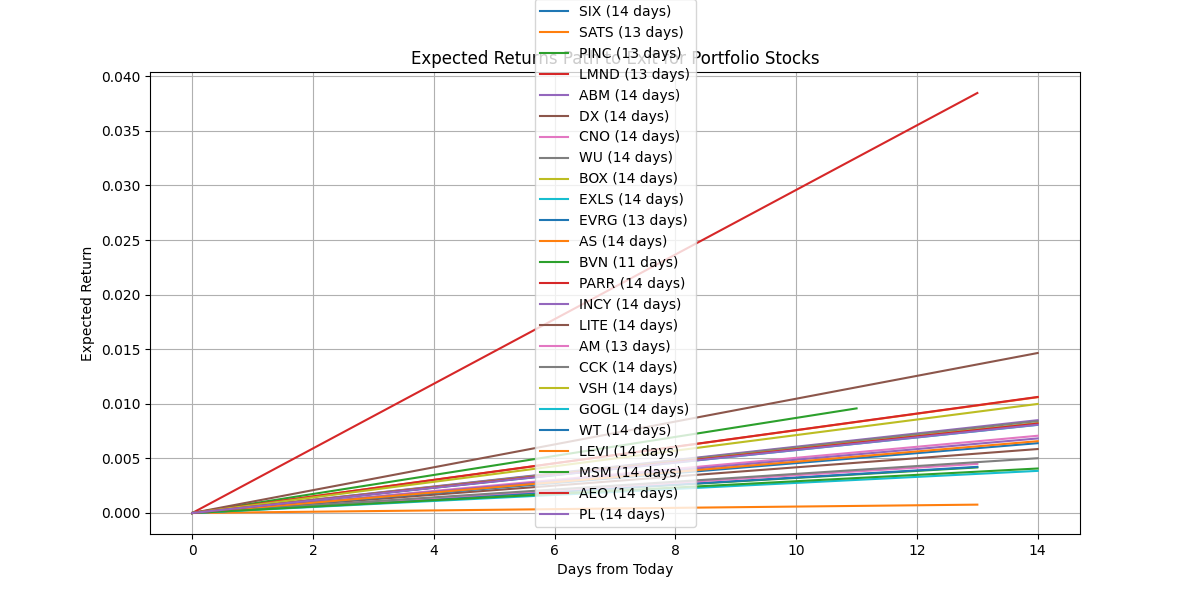 SIX (14 days)
SATS (13 days)
PINC (13 days)
LMND (13 days)
ABM (14 days)
DX (14 days)
CNO (14 days)
WU (14 days)
BOX (14 days)
EXLS (14 days)
EVRG (13 days)
AS (14 days)
BVN (11 days)
PARR (14 days)
INCY (14 days)
LITE (14 days)
AM (13 days)
CCK (14 days)
VSH (14 days)
GOGL (14 days)
WT (14 days)
LEVI (14 days)
MSM (14 days)
AEO (14 days)
PL (14 days)
Expected Returns Path to Exit for Portfolio Stocks
Expected Return
0.040
0.035
0.030
0.025
0.020
0.015
0.010
0.005
0.000
0 2 4 6 8 10 12 14
Days from Today